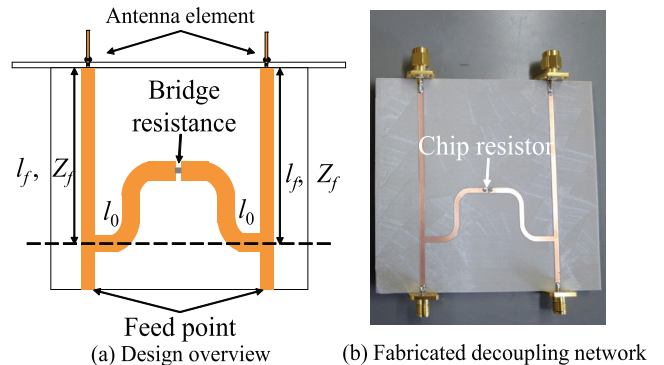 Antenna element
Bridge
resistance
l_f, Z_f
l_f, Z_f
l_0
l_0
Feed point
(a) Design overview
Chip resistor
(b) Fabricated decoupling network